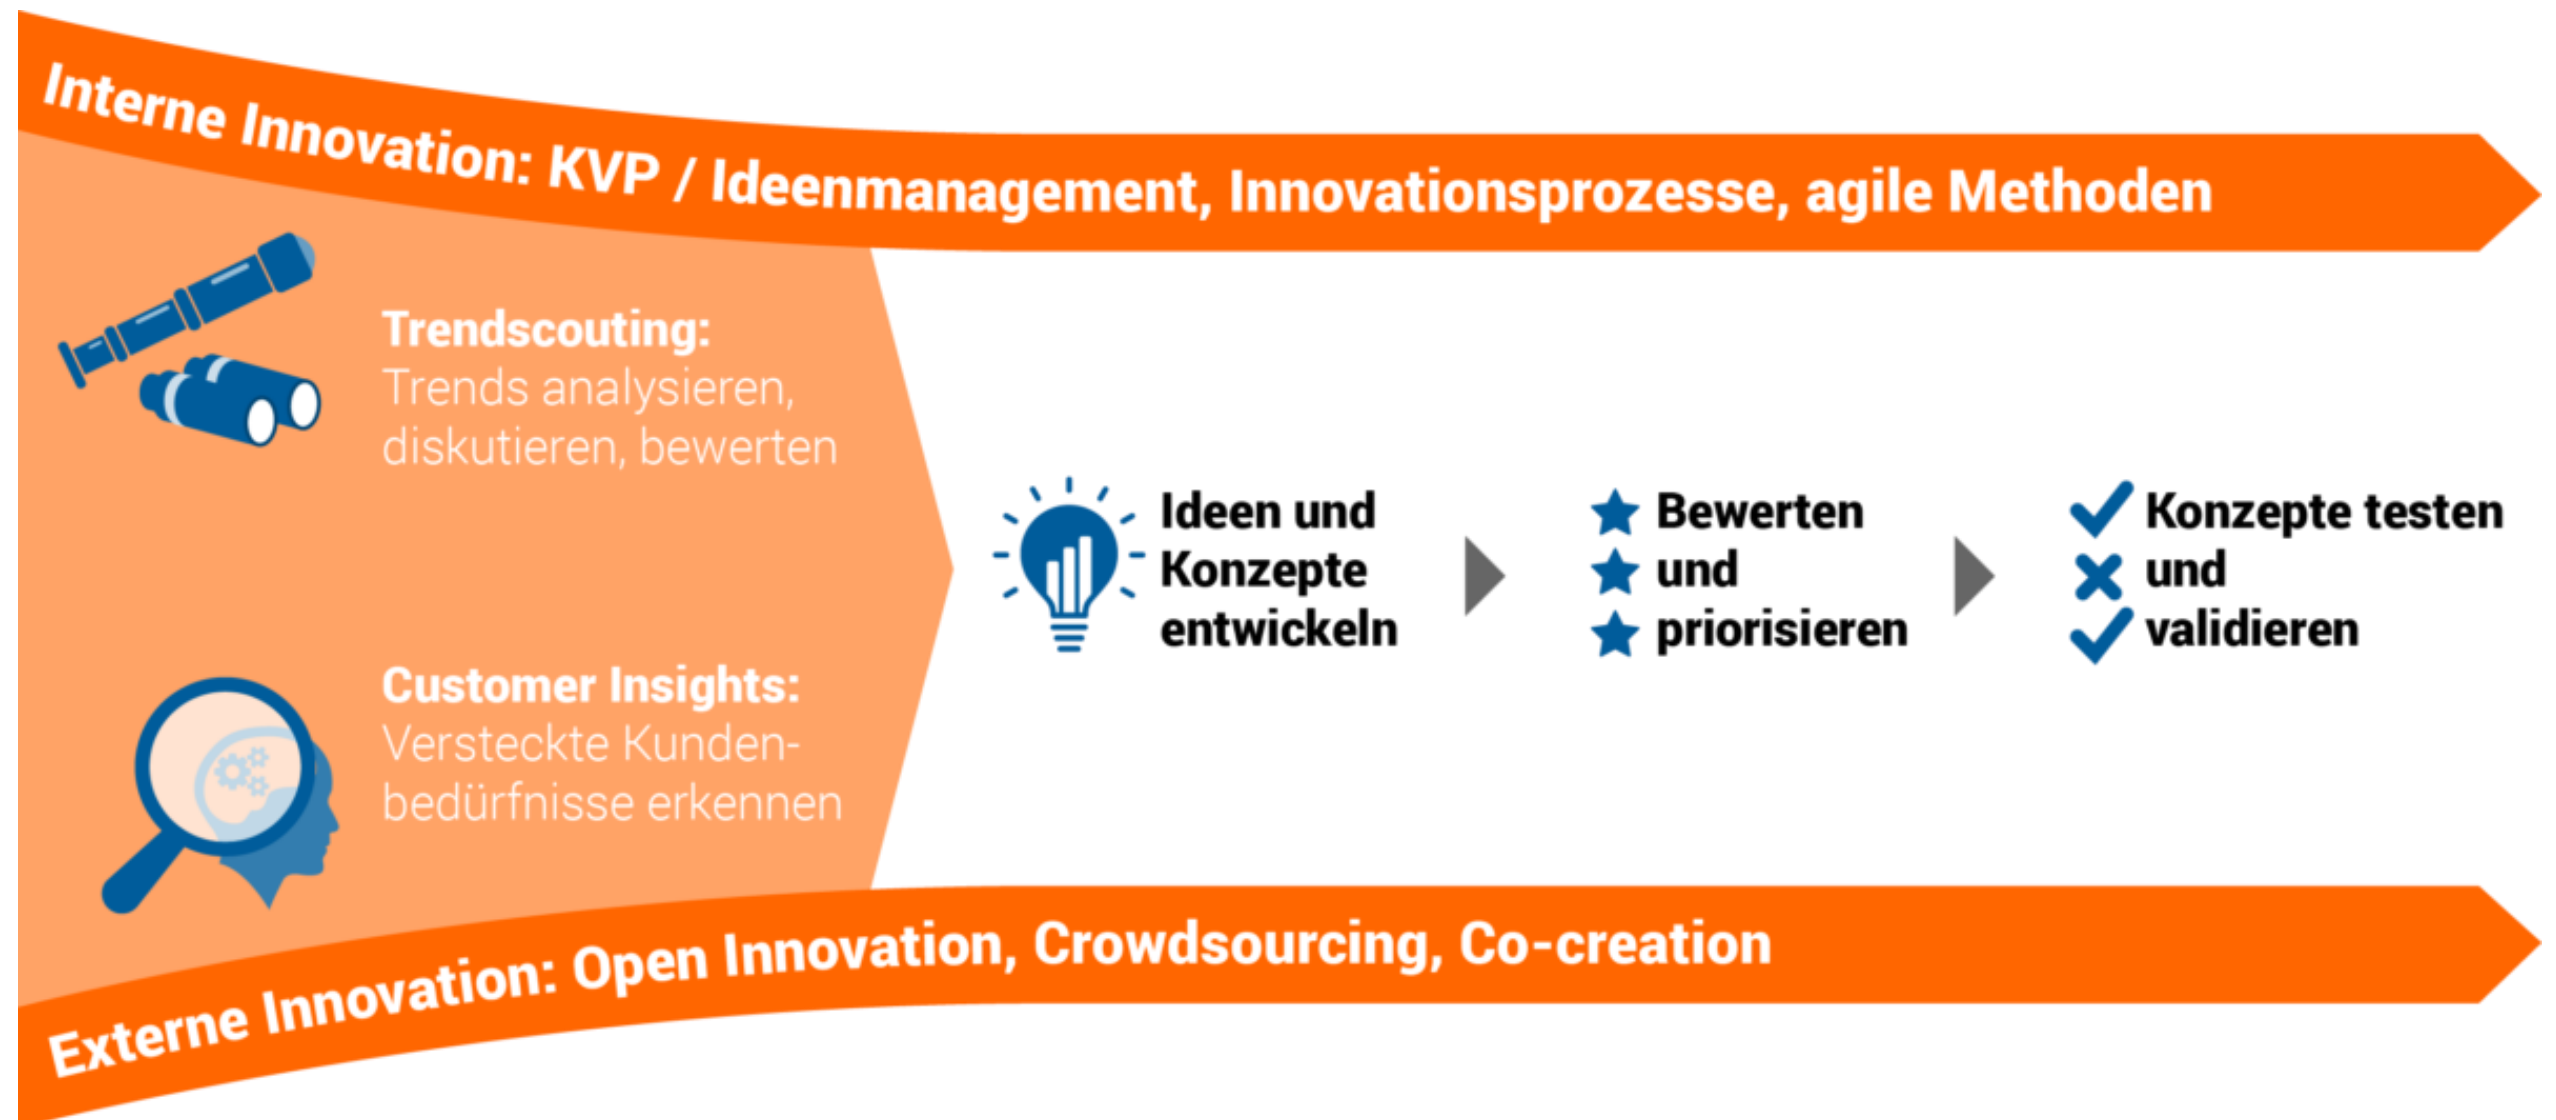 Interne Innovation: KVP / Ideenmanagement, Innovationsprozesse, agile Methoden
Trendscouting:
Trends analysieren,
diskutieren, bewerten
Customer Insights:
Versteckte Kunden-
bedürfnisse erkennen
Ideen und
Konzepte
entwickeln
Bewerten
und
priorisieren
Konzepte testen
und
validieren
Externe Innovation: Open Innovation, Crowdsourcing, Co-creation